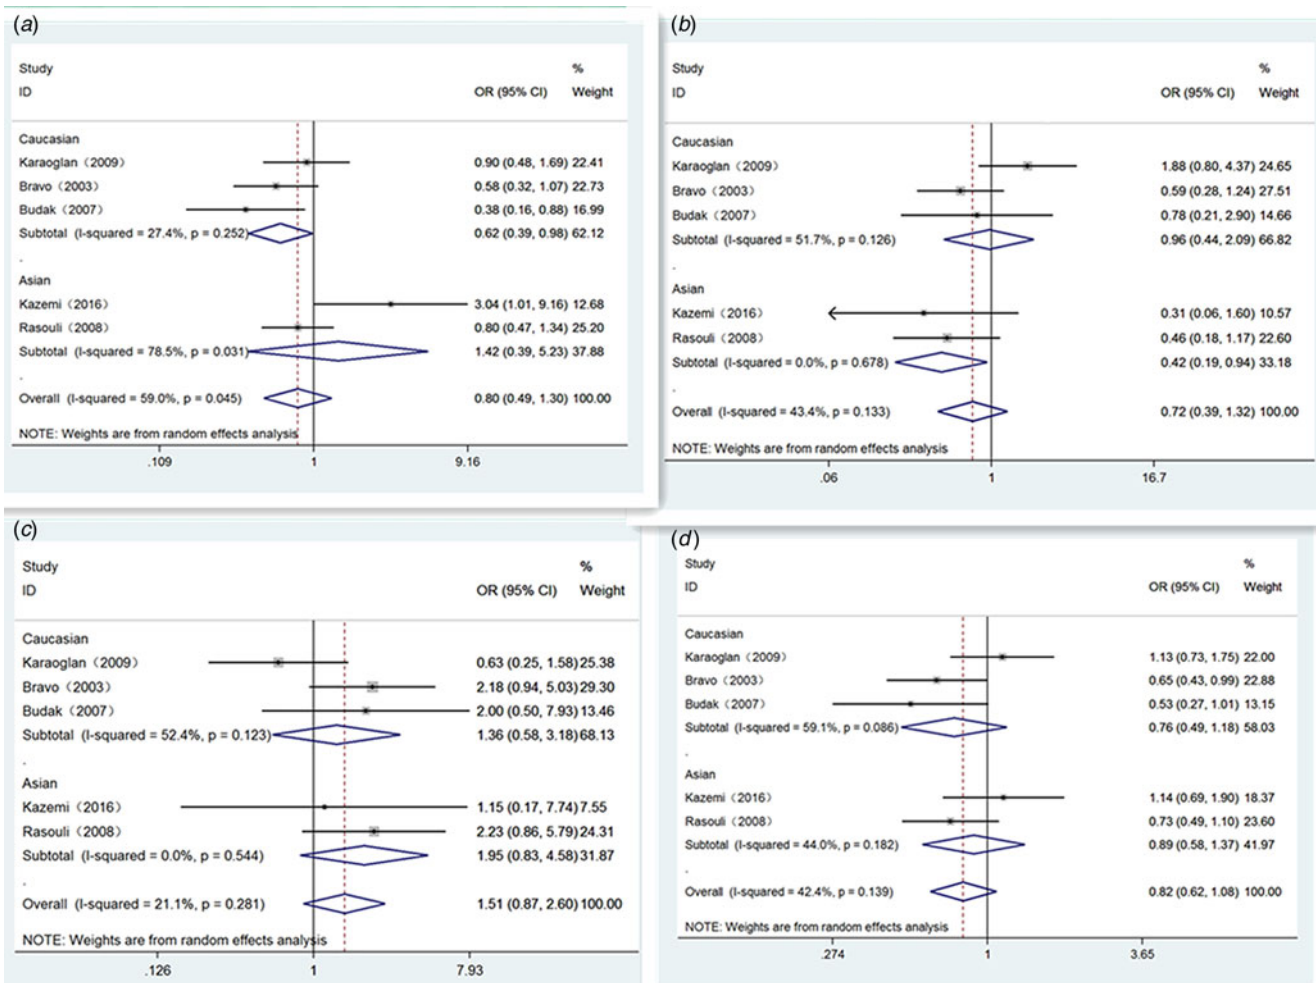 (a)
Study %
ID OR (95% CI) Weight
Caucasian
Karaoglan（2009） 0.90 (0.48, 1.69) 22.41
Bravo（2003） 0.58 (0.32, 1.07) 22.73
Budak（2007） 0.38 (0.16, 0.88) 16.99
Subtotal (I-squared = 27.4%, p = 0.252) 0.62 (0.39, 0.98) 62.12
.
Asian
Kazemi（2016） 3.04 (1.01, 9.16) 12.68
Rasouli（2008） 0.80 (0.47, 1.34) 25.20
Subtotal (I-squared = 78.5%, p = 0.031) 1.42 (0.39, 5.23) 37.88
.
Overall (I-squared = 59.0%, p = 0.045) 0.80 (0.49, 1.30) 100.00
NOTE: Weights are from random effects analysis
.109 1 9.16
(b)
Study %
ID OR (95% CI) Weight
Caucasian
Karaoglan（2009） 1.88 (0.80, 4.37) 24.65
Bravo（2003） 0.59 (0.28, 1.24) 27.51
Budak（2007） 0.78 (0.21, 2.90) 14.66
Subtotal (I-squared = 51.7%, p = 0.126) 0.96 (0.44, 2.09) 66.82
.
Asian
Kazemi（2016） 0.31 (0.06, 1.60) 10.57
Rasouli（2008） 0.46 (0.18, 1.17) 22.60
Subtotal (I-squared = 0.0%, p = 0.678) 0.42 (0.19, 0.94) 33.18
.
Overall (I-squared = 43.4%, p = 0.133) 0.72 (0.39, 1.32) 100.00
NOTE: Weights are from random effects analysis
.06 1 16.7
(c)
Study %
ID OR (95% CI) Weight
Caucasian
Karaoglan（2009） 0.63 (0.25, 1.58) 25.38
Bravo（2003） 2.18 (0.94, 5.03) 29.30
Budak（2007） 2.00 (0.50, 7.93) 13.46
Subtotal (I-squared = 52.4%, p = 0.123) 1.36 (0.58, 3.18) 68.13
.
Asian
Kazemi（2016） 1.15 (0.17, 7.74) 7.55
Rasouli（2008） 2.23 (0.86, 5.79) 24.31
Subtotal (I-squared = 0.0%, p = 0.544) 1.95 (0.83, 4.58) 31.87
.
Overall (I-squared = 21.1%, p = 0.281) 1.51 (0.87, 2.60) 100.00
NOTE: Weights are from random effects analysis
.126 1 7.93
(d)
Study %
ID OR (95% CI) Weight
Caucasian
Karaoglan（2009） 1.13 (0.73, 1.75) 22.00
Bravo（2003） 0.65 (0.43, 0.99) 22.88
Budak（2007） 0.53 (0.27, 1.01) 13.15
Subtotal (I-squared = 59.1%, p = 0.086) 0.76 (0.49, 1.18) 58.03
.
Asian
Kazemi（2016） 1.14 (0.69, 1.90) 18.37
Rasouli（2008） 0.73 (0.49, 1.10) 23.60
Subtotal (I-squared = 44.0%, p = 0.182) 0.89 (0.58, 1.37) 41.97
.
Overall (I-squared = 42.4%, p = 0.139) 0.82 (0.62, 1.08) 100.00
NOTE: Weights are from random effects analysis
.274 1 3.65